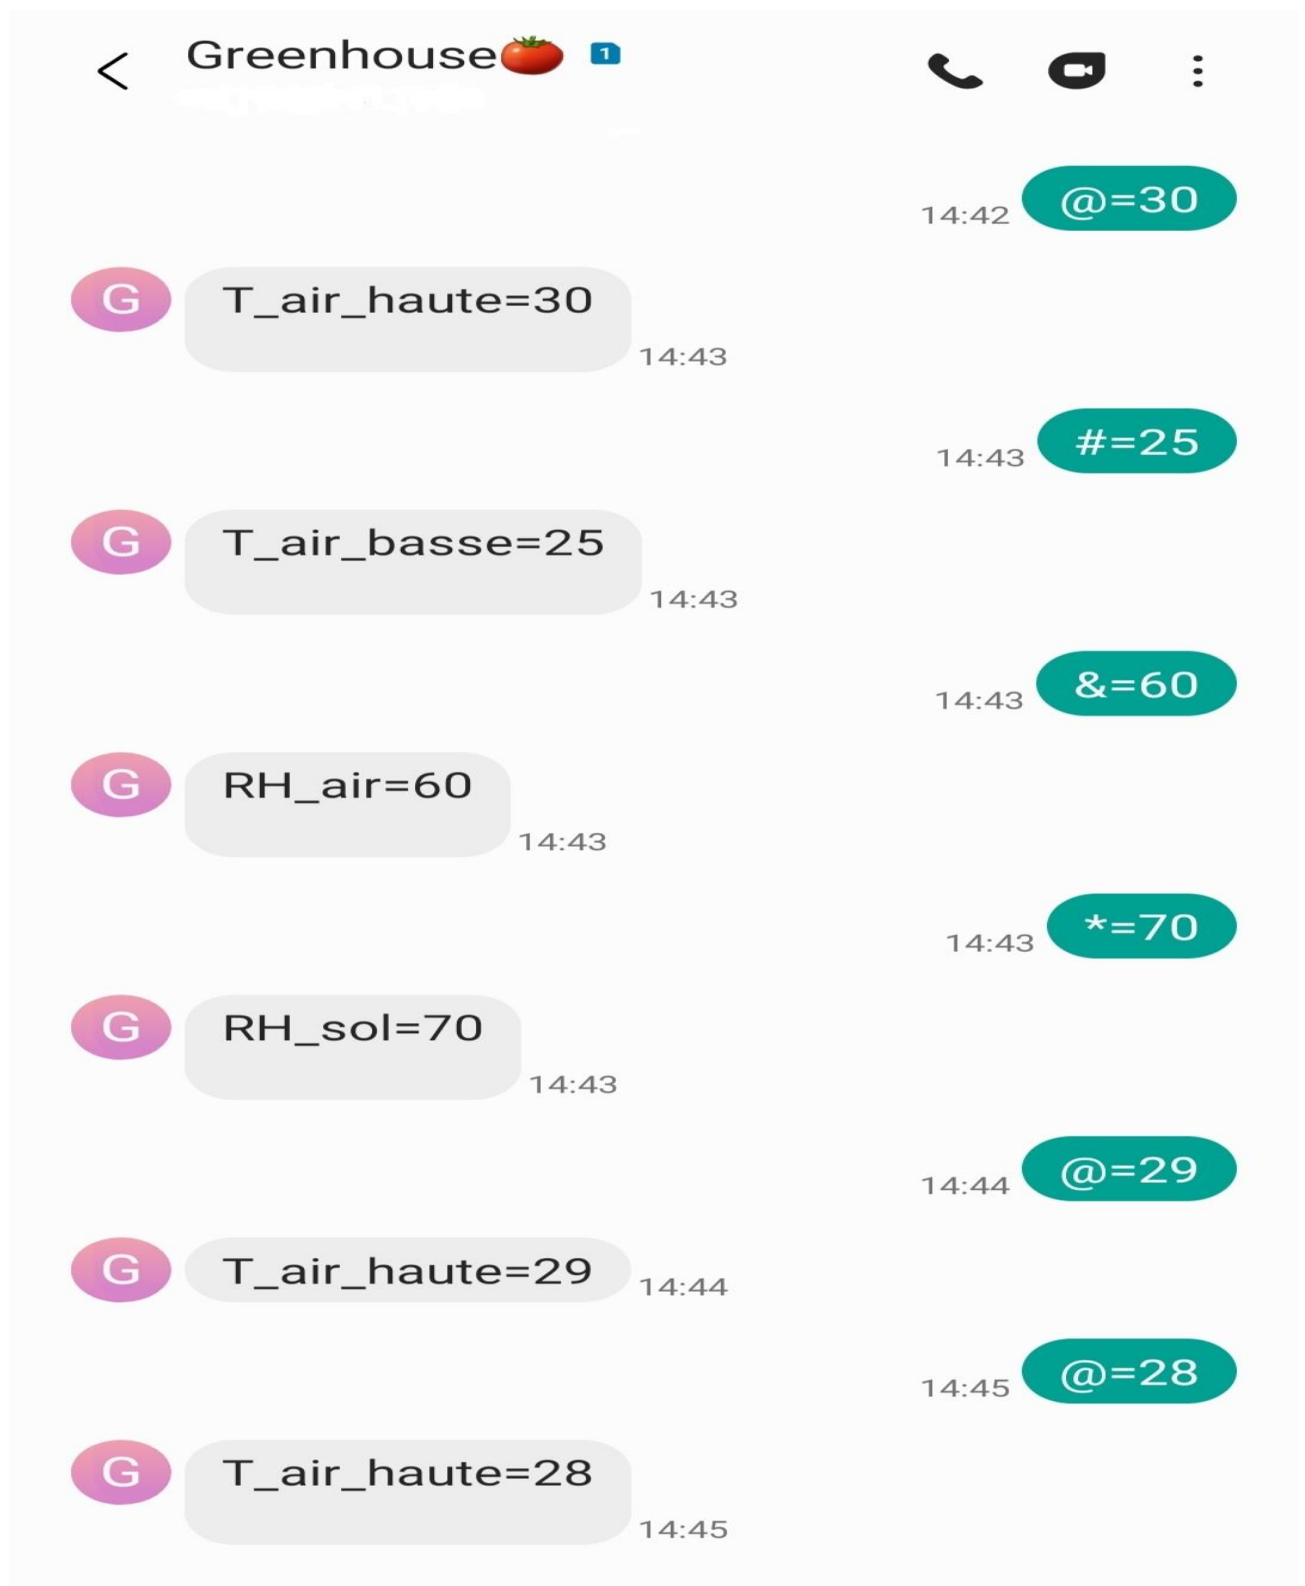 Greenhouse🍅 1
@=30
14:42
G
T_air_haute=30
14:43
#=25
14:43
G
T_air_basse=25
14:43
&=60
14:43
G
RH_air=60
14:43
*=70
14:43
G
RH_sol=70
14:43
@=29
14:44
G
T_air_haute=29
14:44
@=28
14:45
G
T_air_haute=28
14:45